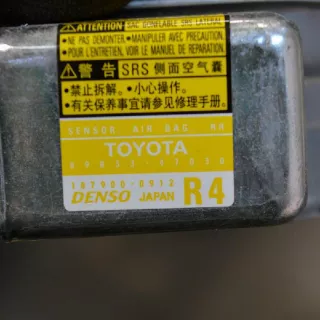 ATTENTION SAC GONFLABLE SRS LATERAL
•NE PAS DEMONTER. •MANIPULER AVEC PRECAUTION.
•POUR L'ENTRETIEN, VOIR LE MANUEL DE REPARATION.
警告 SRS 侧面空气囊
•禁止拆解。•小心操作。
•有关保养事宜请参见修理手册。
SENSOR AIR BAG
TOYOTA
187900-0913
DENSO JAPAN R4